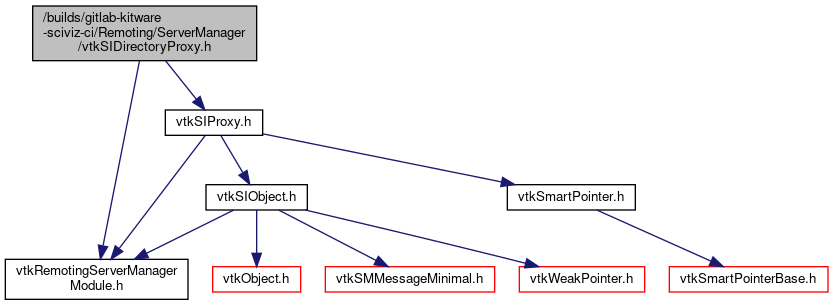 /builds/gitlab-kitware
-sciviz-ci/Remoting/ServerManager
/vtkSIDirectoryProxy.h
vtkSIProxy.h
vtkSIObject.h
vtkSmartPointer.h
vtkRemotingServerManager
Module.h
vtkObject.h
vtkSMMessageMinimal.h
vtkWeakPointer.h
vtkSmartPointerBase.h